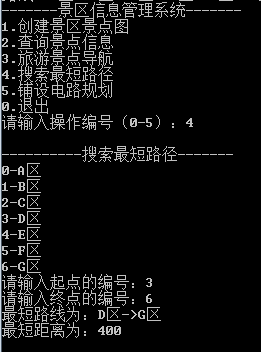 --------景区信息管理系统-------
1.创建景区景点图
2.查询景点信息
3.旅游景点导航
4.搜索最短路径
5.铺设电路规划
0.退出
请输入操作编号（0-5）：4
----------搜索最短路径-------
0-A区
1-B区
2-C区
3-D区
4-E区
5-F区
6-G区
请输入起点的编号：3
请输入终点的编号：6
最短路线为：D区->G区
最短距离为：400